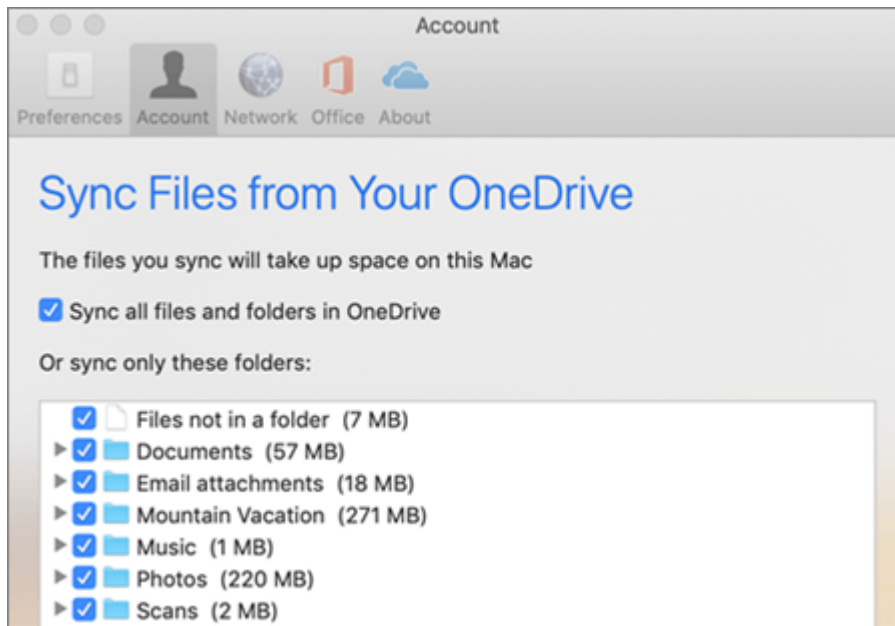 Account
Preferences Account Network Office About
Sync Files from Your OneDrive
The files you sync will take up space on this Mac
Sync all files and folders in OneDrive
Or sync only these folders:
Files not in a folder (7 MB)
Documents (57 MB)
Email attachments (18 MB)
Mountain Vacation (271 MB)
Music (1 MB)
Photos (220 MB)
Scans (2 MB)